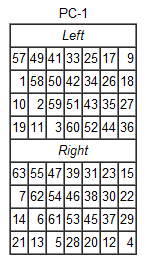 PC-1
Left
57 49 41 33 25 17 9
1 58 50 42 34 26 18
10 2 59 51 43 35 27
19 11 3 60 52 44 36
Right
63 55 47 39 31 23 15
7 62 54 46 38 30 22
14 6 61 53 45 37 29
21 13 5 28 20 12 4